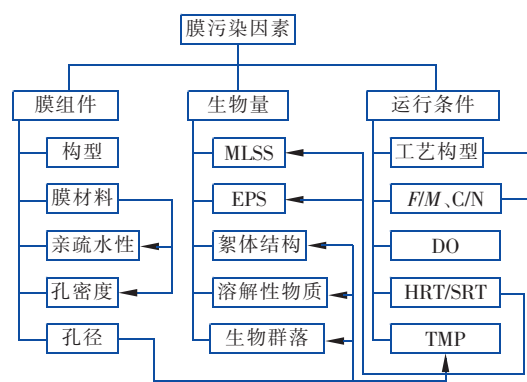 膜污染因素
膜组件
生物量
运行条件
构型
MLSS
工艺构型
膜材料
EPS
F/M、C/N
亲疏水性
絮体结构
DO
孔密度
溶解性物质
HRT/SRT
孔径
生物群落
TMP